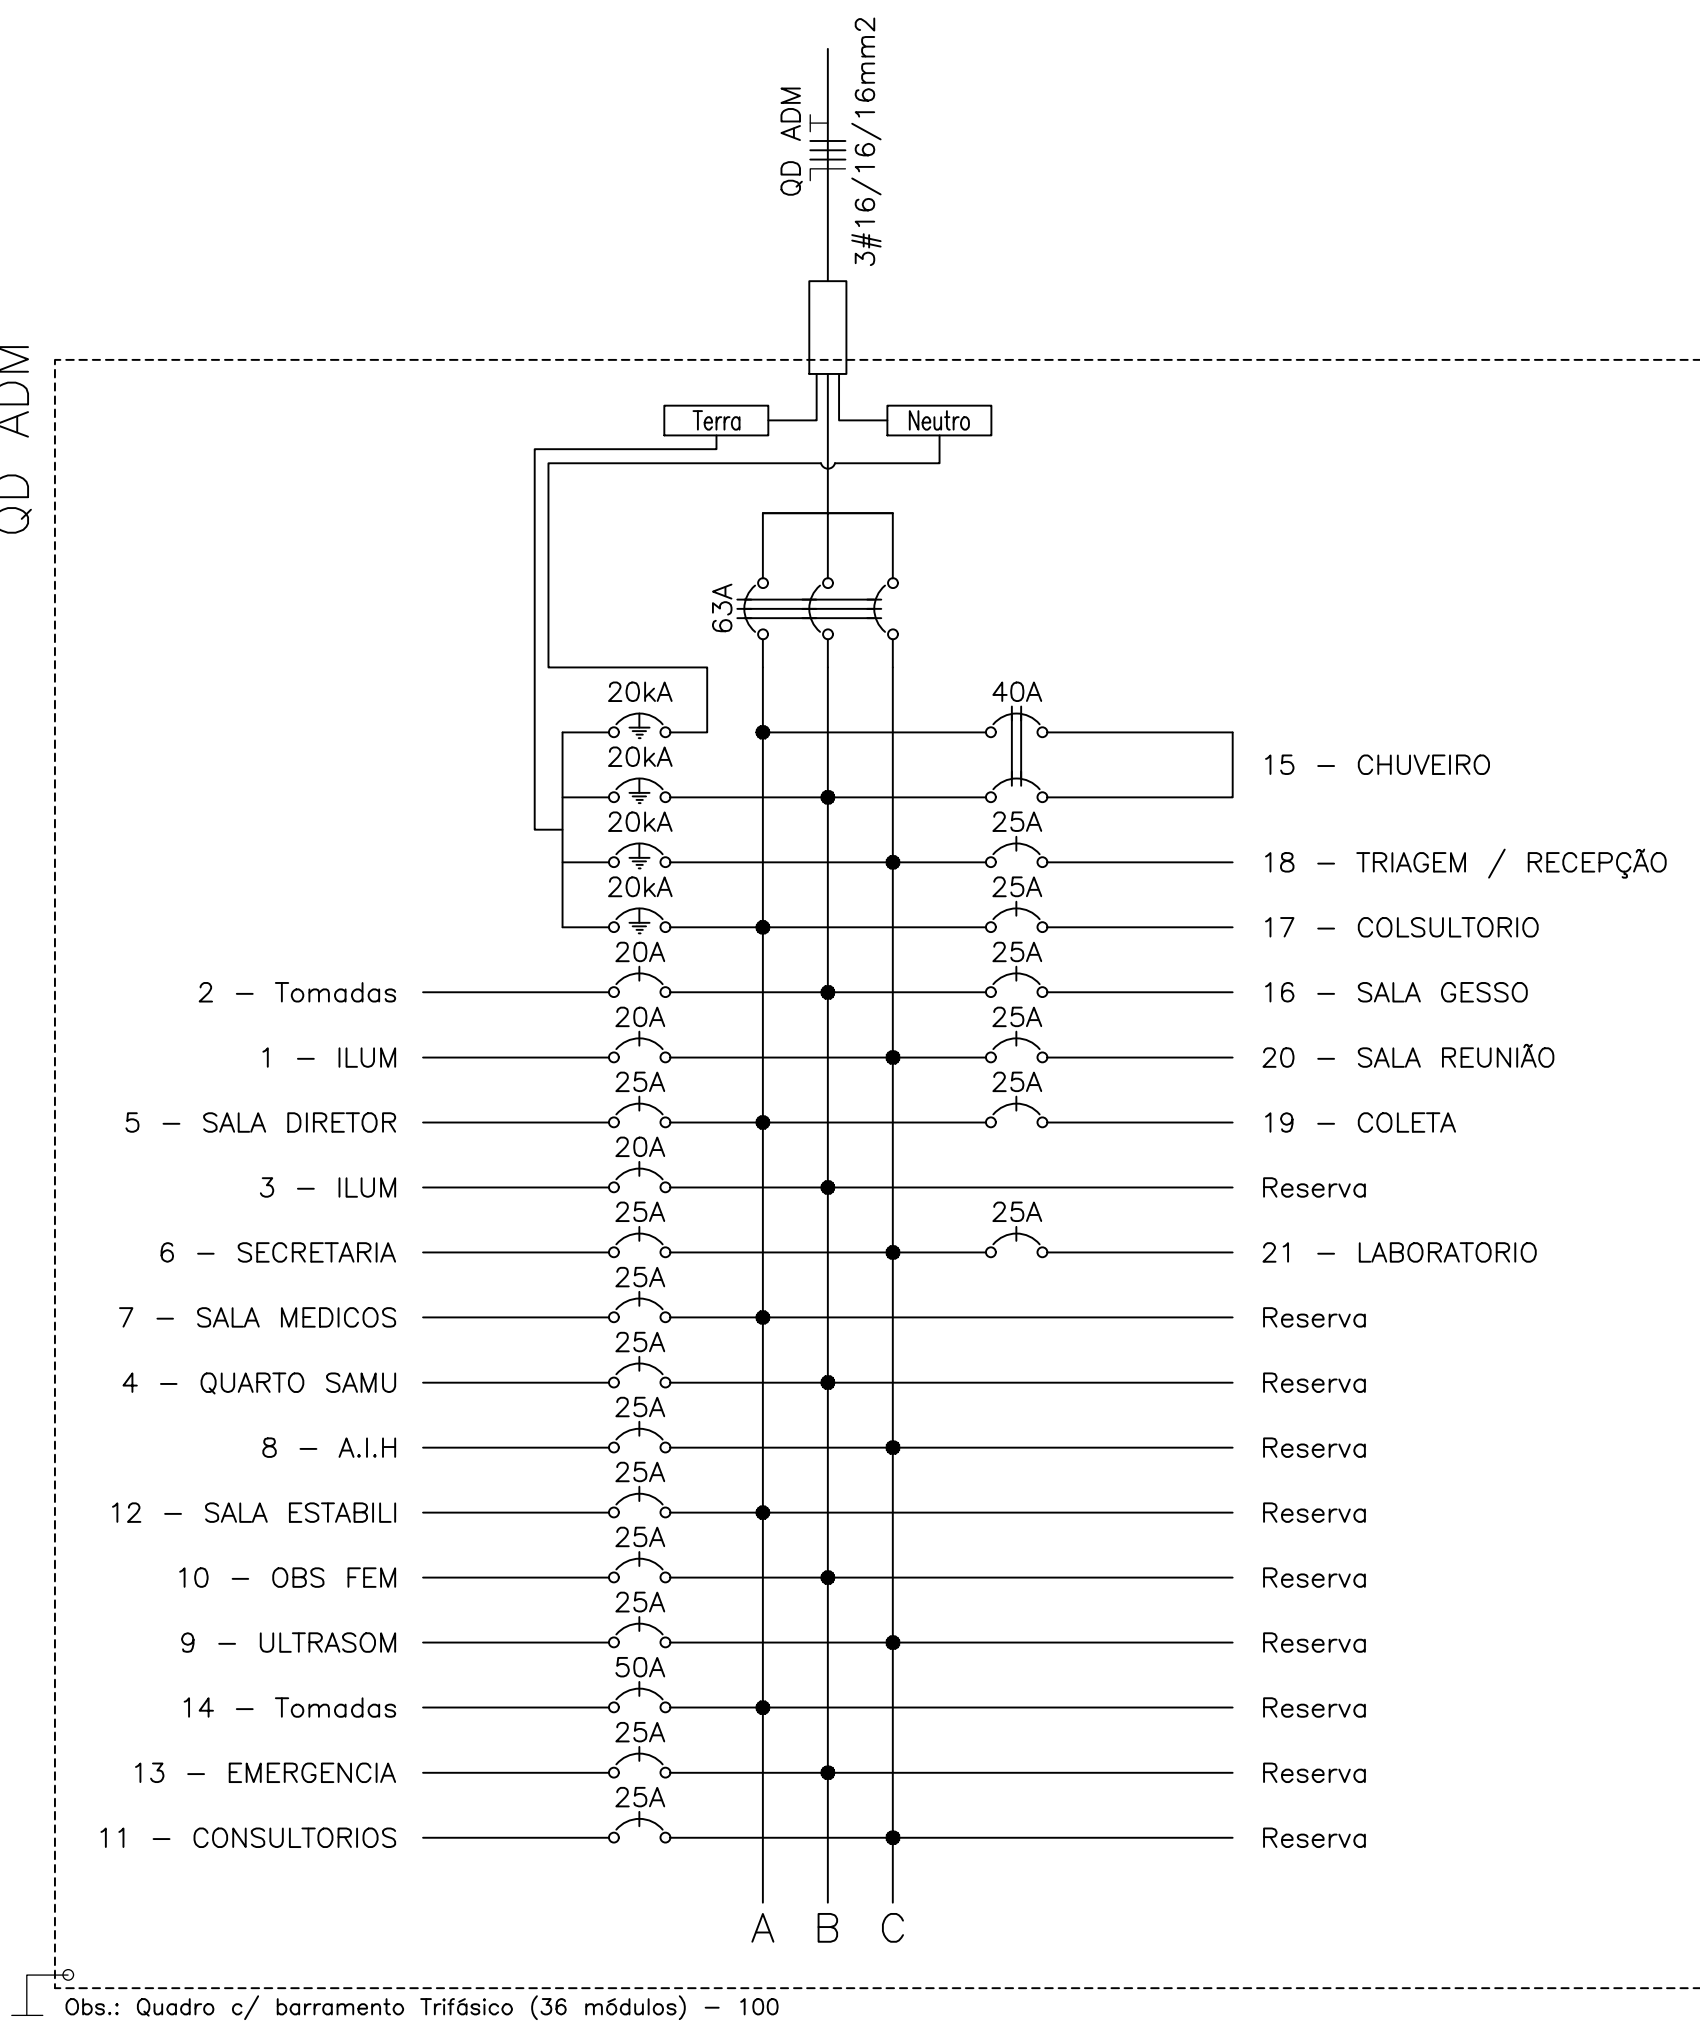 QD ADM
3#16/16/16mm2
QD ADM
Terra
Neutro
63A
20kA
40A
15 - CHUVEIRO
20kA
20kA
25A
18 - TRIAGEM / RECEPÇÃO
20kA
25A
17 - COLSULTORIO
20A
25A
2 - Tomadas
16 - SALA GESSO
20A
25A
1 - ILUM
20 - SALA REUNIÃO
25A
25A
5 - SALA DIRETOR
19 - COLETA
20A
3 - ILUM
Reserva
25A
25A
6 - SECRETARIA
21 - LABORATORIO
25A
7 - SALA MEDICOS
Reserva
25A
4 - QUARTO SAMU
Reserva
25A
8 - A.I.H
Reserva
25A
12 - SALA ESTABILI
Reserva
25A
10 - OBS FEM
Reserva
25A
9 - ULTRASOM
Reserva
50A
14 - Tomadas
Reserva
25A
13 - EMERGENCIA
Reserva
25A
11 - CONSULTORIOS
Reserva
A B C
Obs.: Quadro c/ barramento Trifásico (36 módulos) - 100